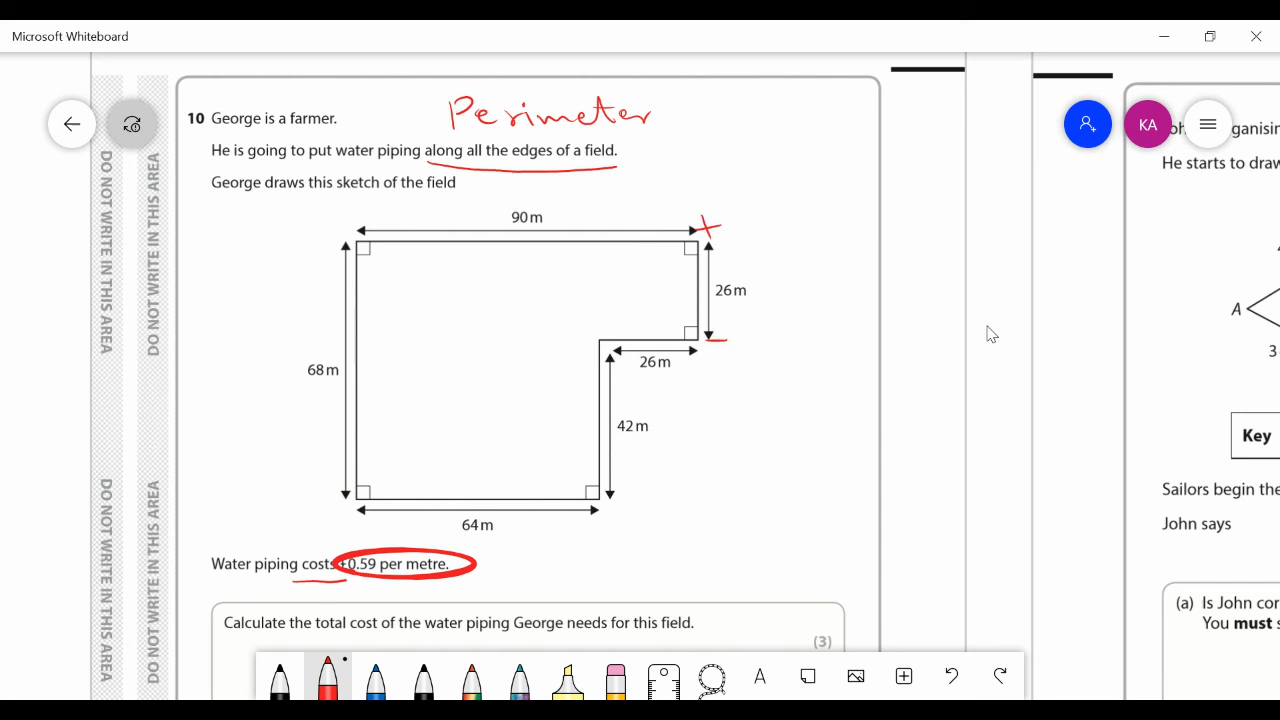 Microsoft Whiteboard
10 George is a farmer.
Perimeter
He is going to put water piping along all the edges of a field.
George draws this sketch of the field
90 m
+
26 m
26 m
68 m
42 m
64 m
Water piping costs £0.59 per metre.
Calculate the total cost of the water piping George needs for this field.
(3)
DO NOT WRITE IN THIS AREA
DO NOT WRITE IN THIS AREA
DO NOT WRITE IN THIS AREA
DO NOT WRITE IN THIS AREA
KA
He starts to draw
A
3
Key
Sailors begin the
John says
(a) Is John cor
You must s
A